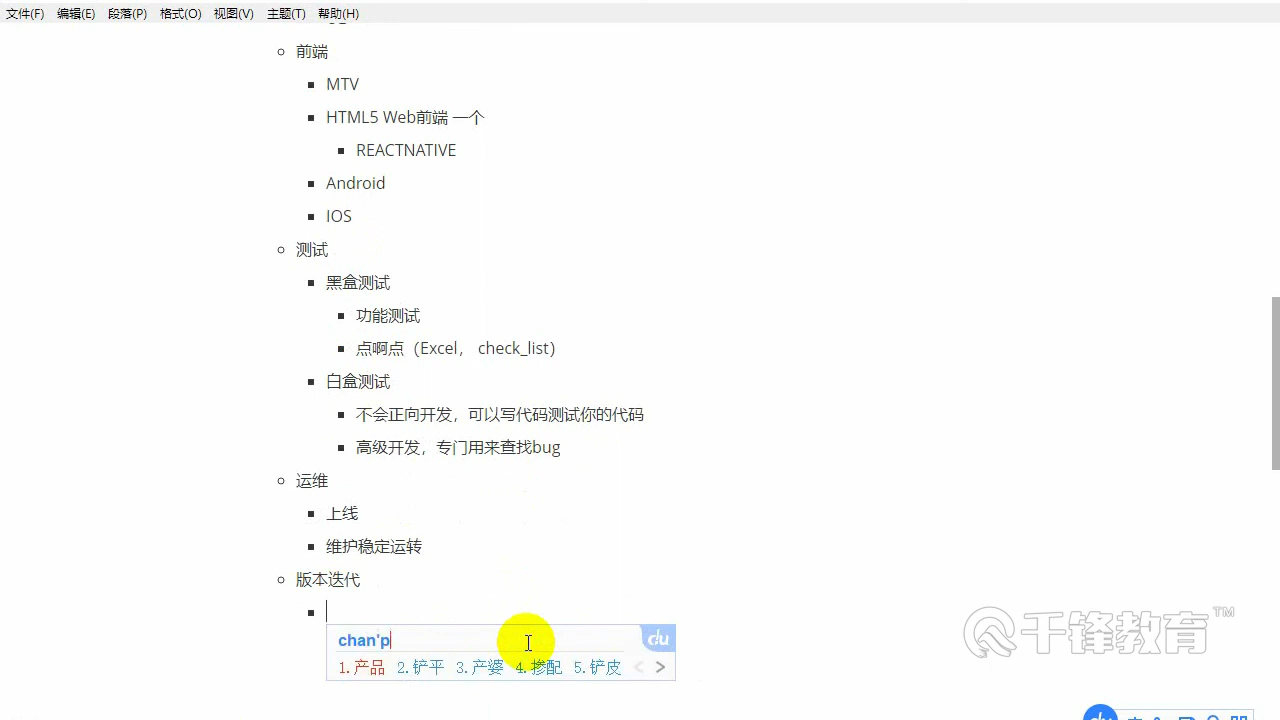 文件(F) 编辑(E) 段落(P) 格式(O) 视图(V) 主题(T) 帮助(H)
前端
MTV
HTML5 Web前端 一个
REACTNATIVE
Android
IOS
测试
黑盒测试
功能测试
点啊点（Excel， check_list）
白盒测试
不会正向开发，可以写代码测试你的代码
高级开发，专门用来查找bug
运维
上线
维护稳定运转
版本迭代
chan'p
du
1.产品 2.铲平 3.产婆 4.掺配 5.铲皮
千锋教育TM